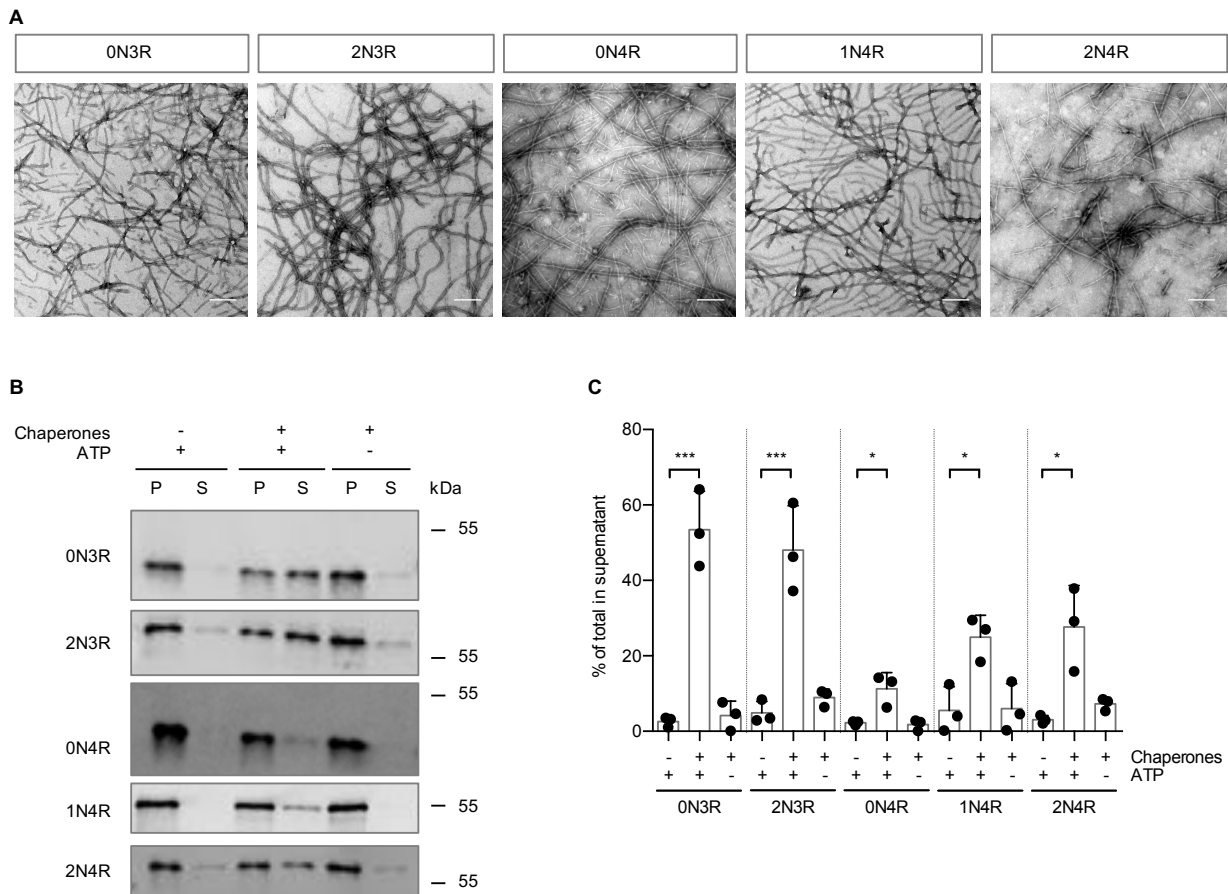 A
0N3R 2N3R 0N4R 1N4R 2N4R
B
Chaperones - + +
ATP + + -
P S P S P S kDa
0N3R 55
2N3R 55
0N4R 55
1N4R 55
2N4R 55
C
% of total in supernatant
80
60
40
20
0
*** *** * * *
- + + - + + - + + - + + - + + Chaperones
+ + - + + - + + - + + - + + - ATP
0N3R 2N3R 0N4R 1N4R 2N4R